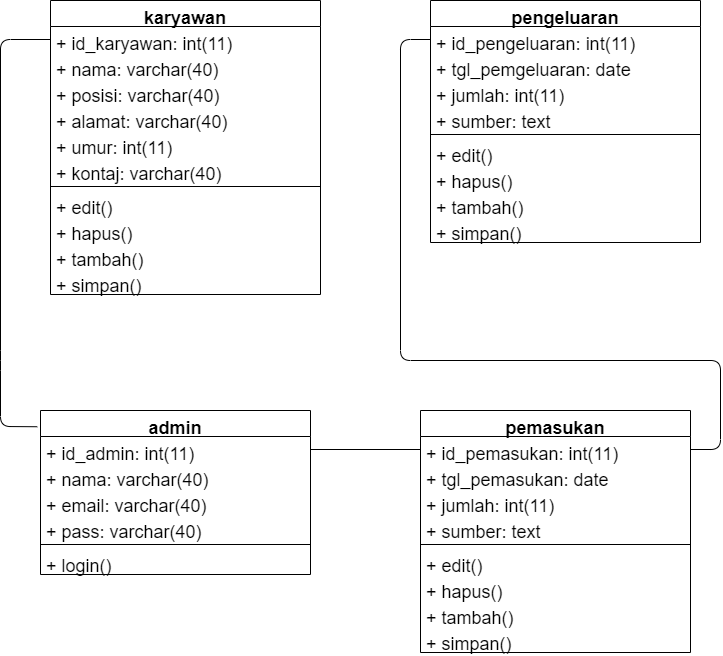 karyawan
+ id_karyawan: int(11)
+ nama: varchar(40)
+ posisi: varchar(40)
+ alamat: varchar(40)
+ umur: int(11)
+ kontaj: varchar(40)
+ edit()
+ hapus()
+ tambah()
+ simpan()
pengeluaran
+ id_pengeluaran: int(11)
+ tgl_pemgeluaran: date
+ jumlah: int(11)
+ sumber: text
+ edit()
+ hapus()
+ tambah()
+ simpan()
admin
+ id_admin: int(11)
+ nama: varchar(40)
+ email: varchar(40)
+ pass: varchar(40)
+ login()
pemasukan
+ id_pemasukan: int(11)
+ tgl_pemasukan: date
+ jumlah: int(11)
+ sumber: text
+ edit()
+ hapus()
+ tambah()
+ simpan()